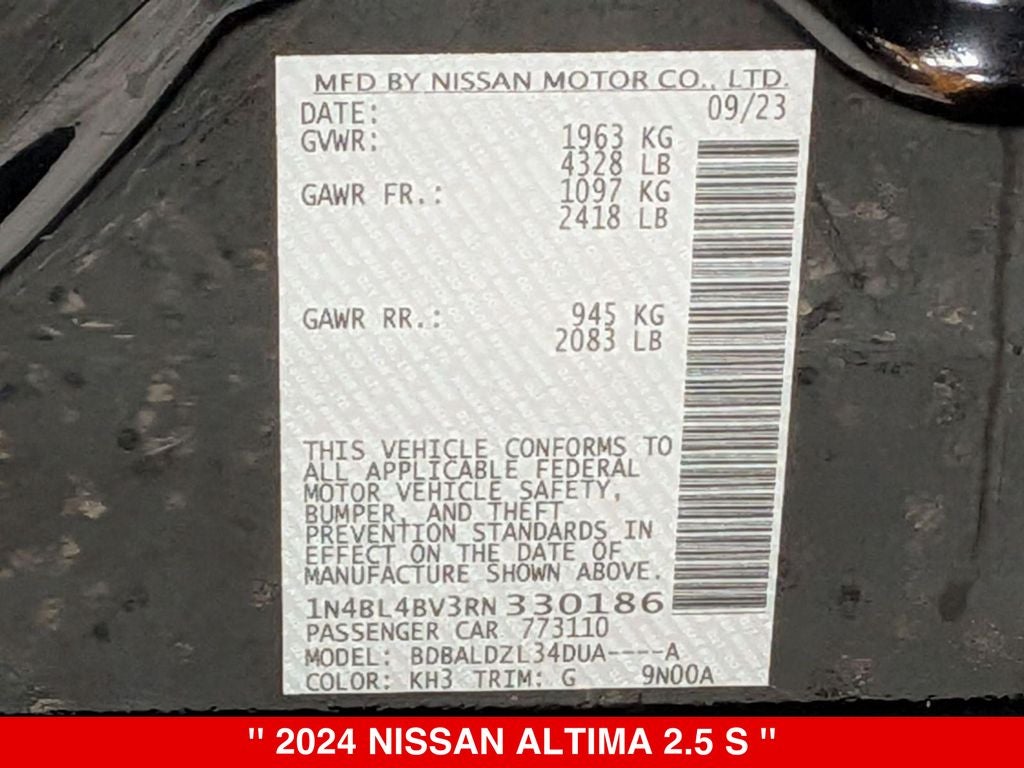 MFD BY NISSAN MOTOR CO., LTD.
DATE: 09/23
GVWR: 1963 KG
4328 LB
GAWR FR.: 1097 KG
2418 LB
GAWR RR.: 945 KG
2083 LB
THIS VEHICLE CONFORMS TO
ALL APPLICABLE FEDERAL
MOTOR VEHICLE SAFETY,
BUMPER, AND THEFT
PREVENTION STANDARDS IN
EFFECT ON THE DATE OF
MANUFACTURE SHOWN ABOVE.
1N4BL4BV3RN330186
PASSENGER CAR 773110
MODEL: BDBALDZL34DUA----A
COLOR: KH3 TRIM: G 9N00A
" 2024 NISSAN ALTIMA 2.5 S "